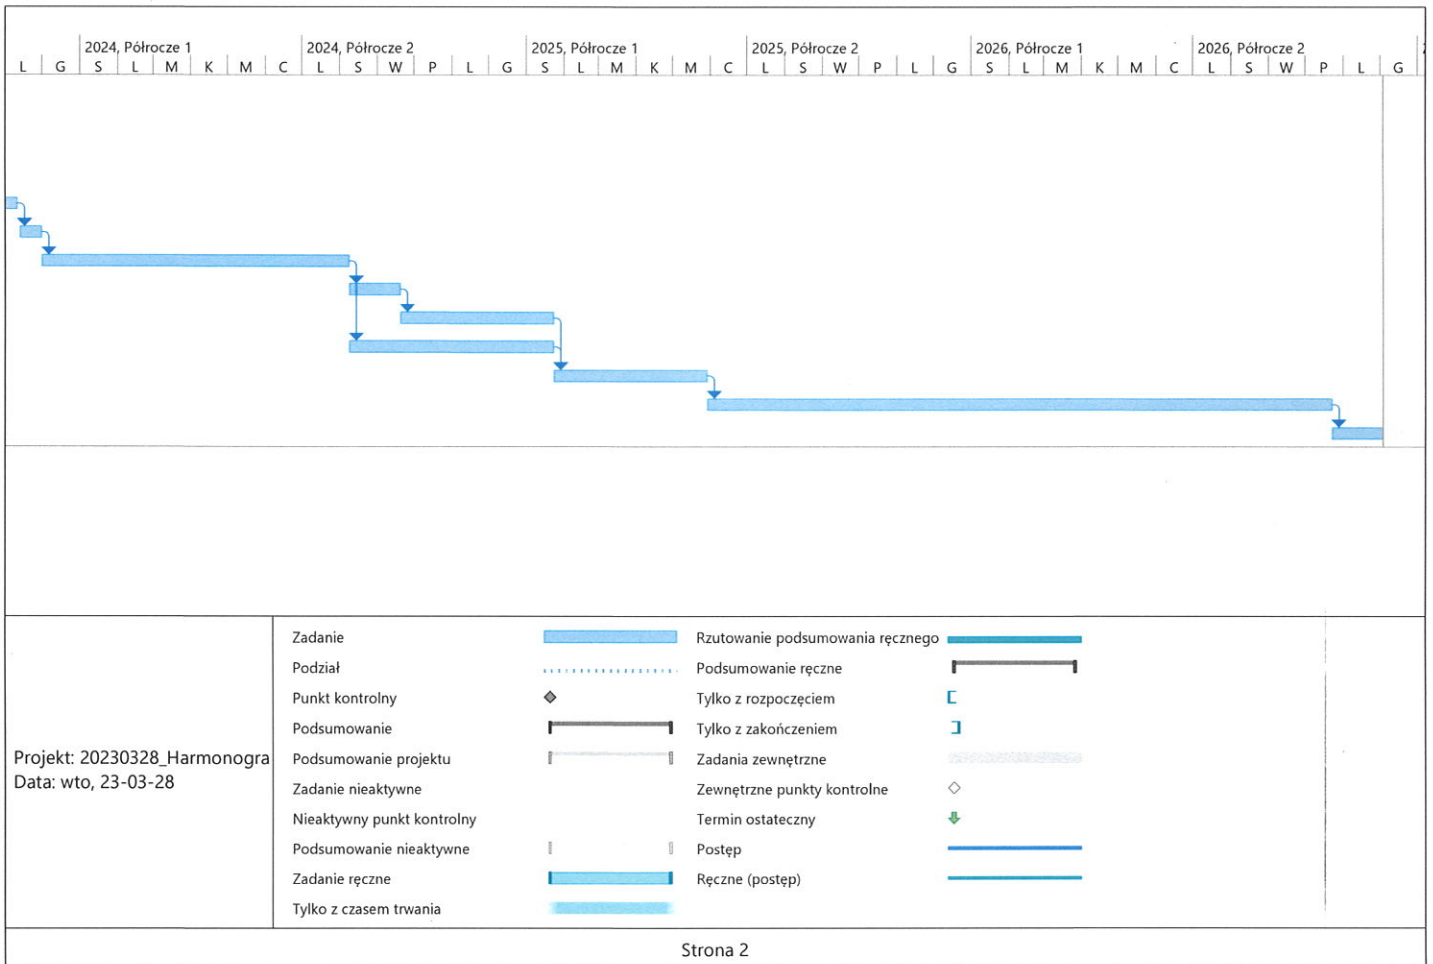 2024, Półrocze 1 2024, Półrocze 2 2025, Półrocze 1 2025, Półrocze 2 2026, Półrocze 1 2026, Półrocze 2
L G S L M K M C L S W P L G S L M K M C L S W P L G S L M K M C L S W P L G
Zadanie
Podział
Punkt kontrolny
Podsumowanie
Podsumowanie projektu
Zadanie nieaktywne
Nieaktywny punkt kontrolny
Podsumowanie nieaktywne
Zadanie ręczne
Tylko z czasem trwania
Rzutowanie podsumowania ręcznego
Podsumowanie ręczne
Tylko z rozpoczęciem
Tylko z zakończeniem
Zadania zewnętrzne
Zewnętrzne punkty kontrolne
Termin ostateczny
Postęp
Ręczne (postęp)
Projekt: 20230328_Harmonogra
Data: wto, 23-03-28
Strona 2